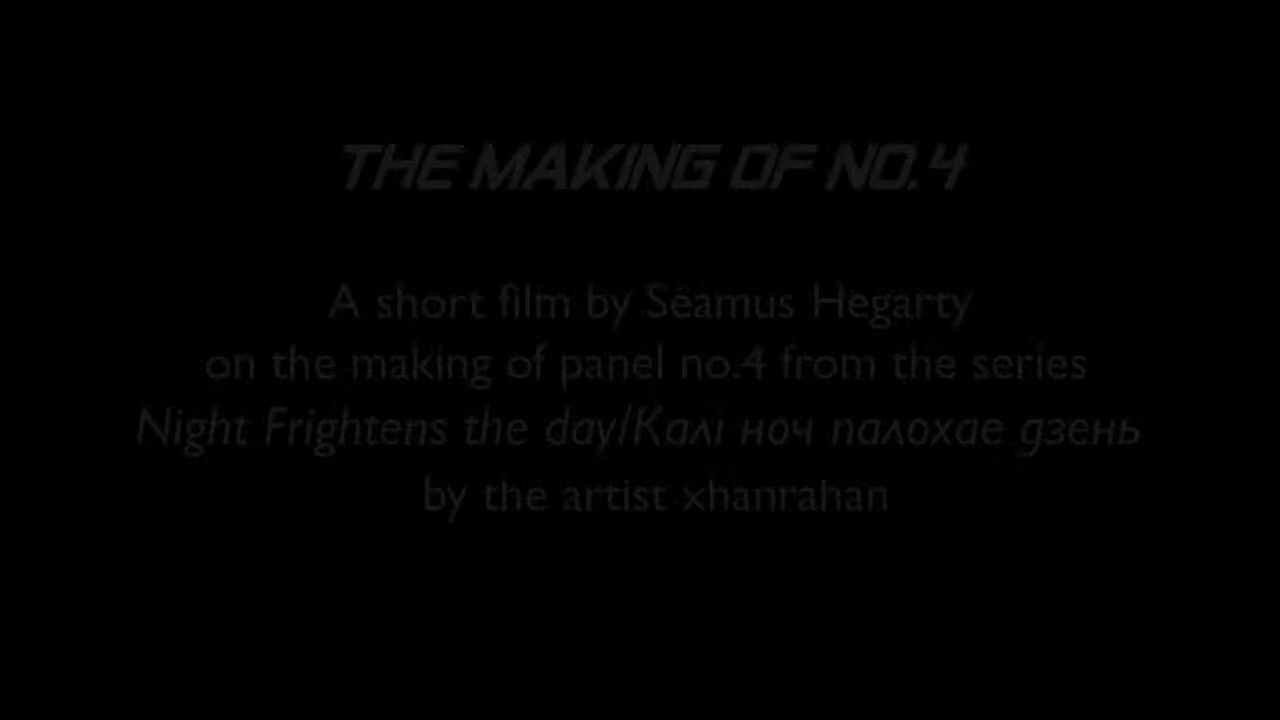 THE MAKING OF NO.4
A short film by Séamus Hegarty
on the making of panel no.4 from the series
Night Frightens the day/Калі ноч палохае дзень
by the artist xhanrahan